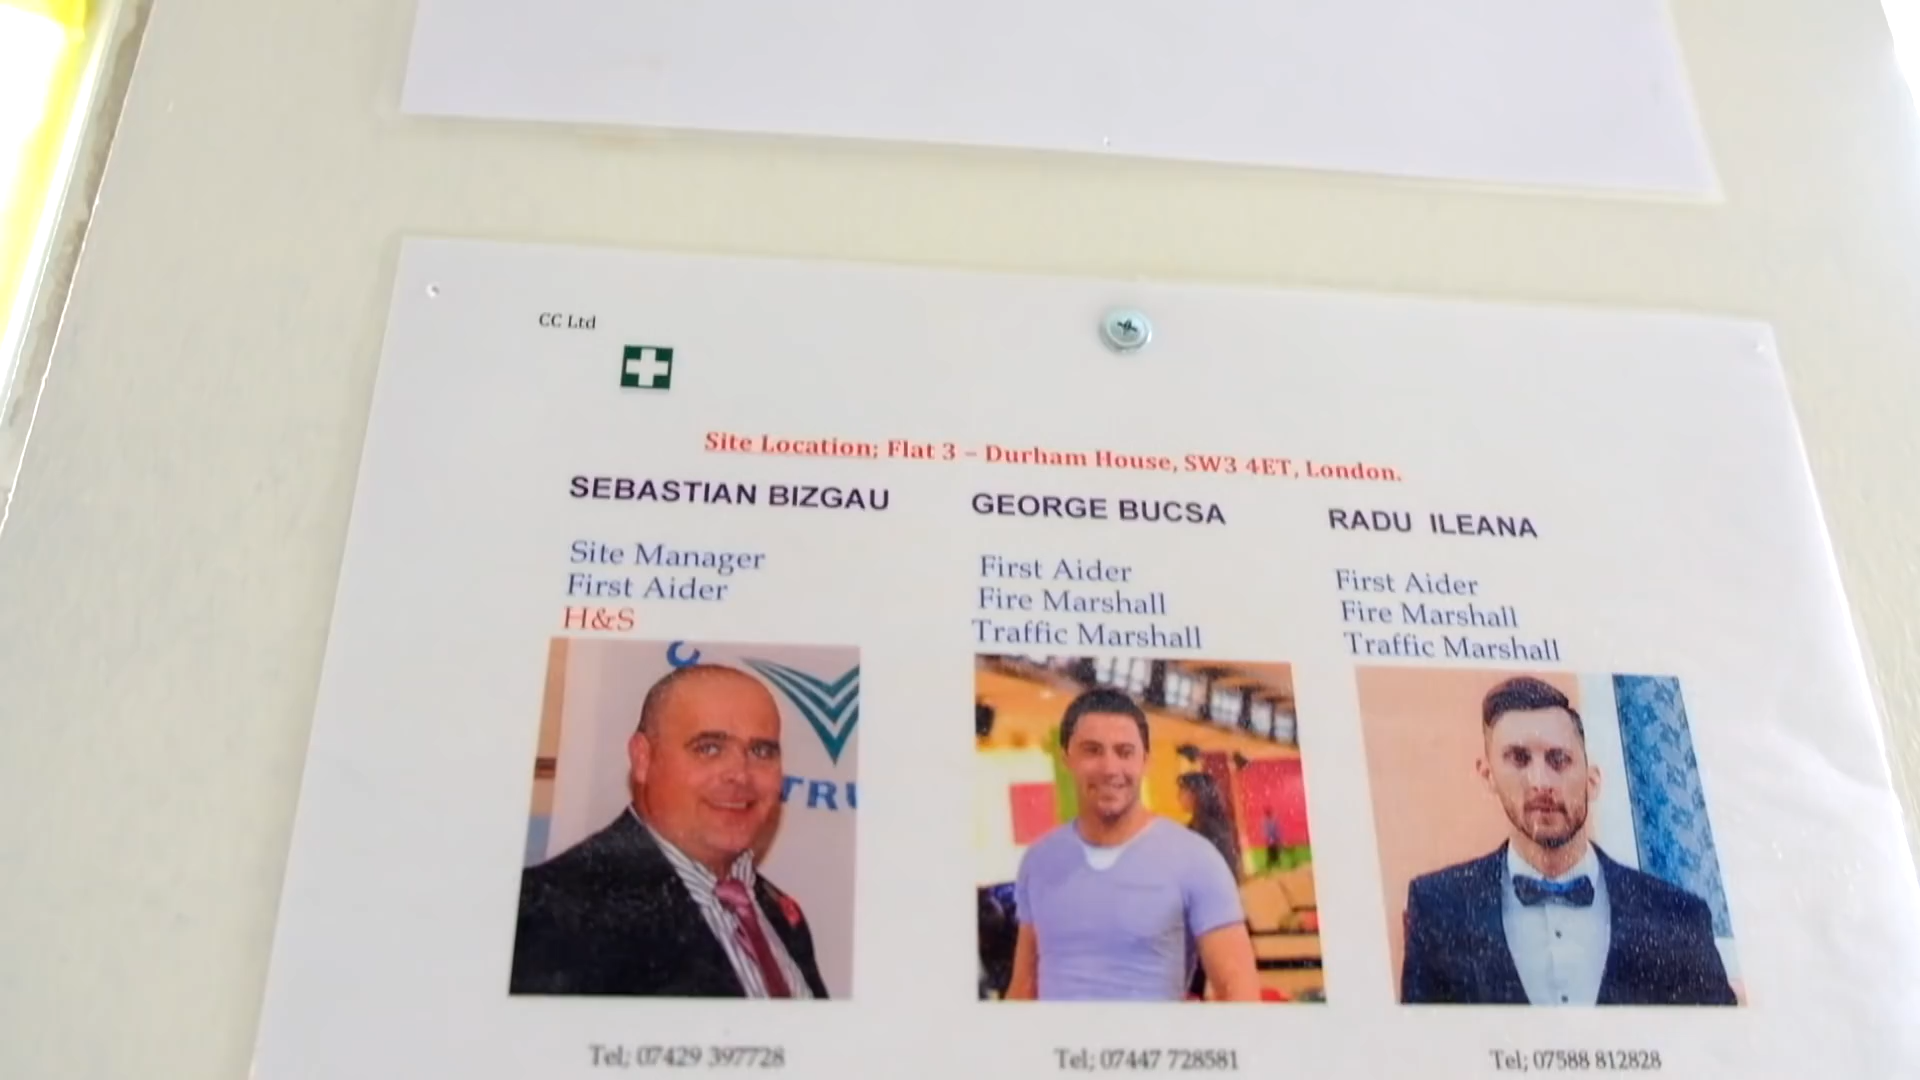 CC Ltd
Site Location; Flat 3 – Durham House, SW3 4ET, London.
SEBASTIAN BIZGAU
Site Manager
First Aider
H&S
TRU
Tel; 07429 397728
GEORGE BUCSA
First Aider
Fire Marshall
Traffic Marshall
Tel; 07447 728581
RADU ILEANA
First Aider
Fire Marshall
Traffic Marshall
Tel; 07588 812828